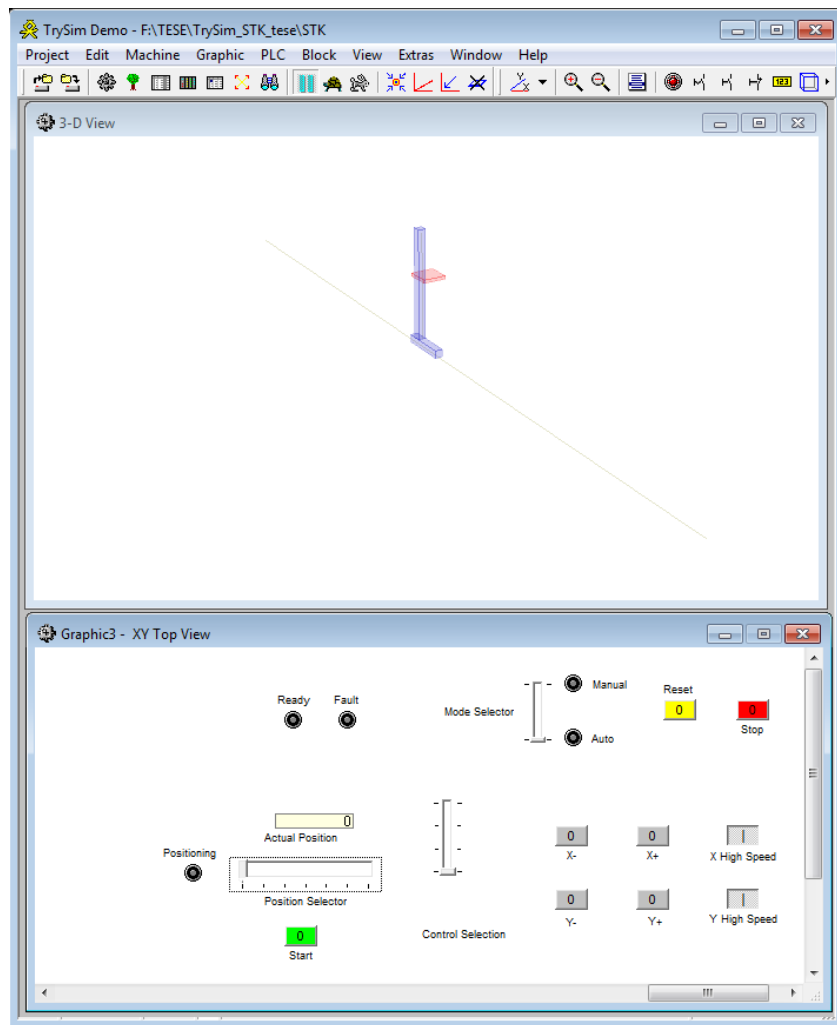 TrySim Demo - F:\TESE\TrySim_STK_tese\STK
Project Edit Machine Graphic PLC Block View Extras Window Help
Y X 123
3-D View
Graphic3 - XY Top View
Ready Fault
Mode Selector
Manual
Auto
Reset
0
0
Stop
0
Actual Position
Positioning
Position Selector
0
Start
Control Selection
0 0
X- X+ X High Speed
0 0
Y- Y+ Y High Speed